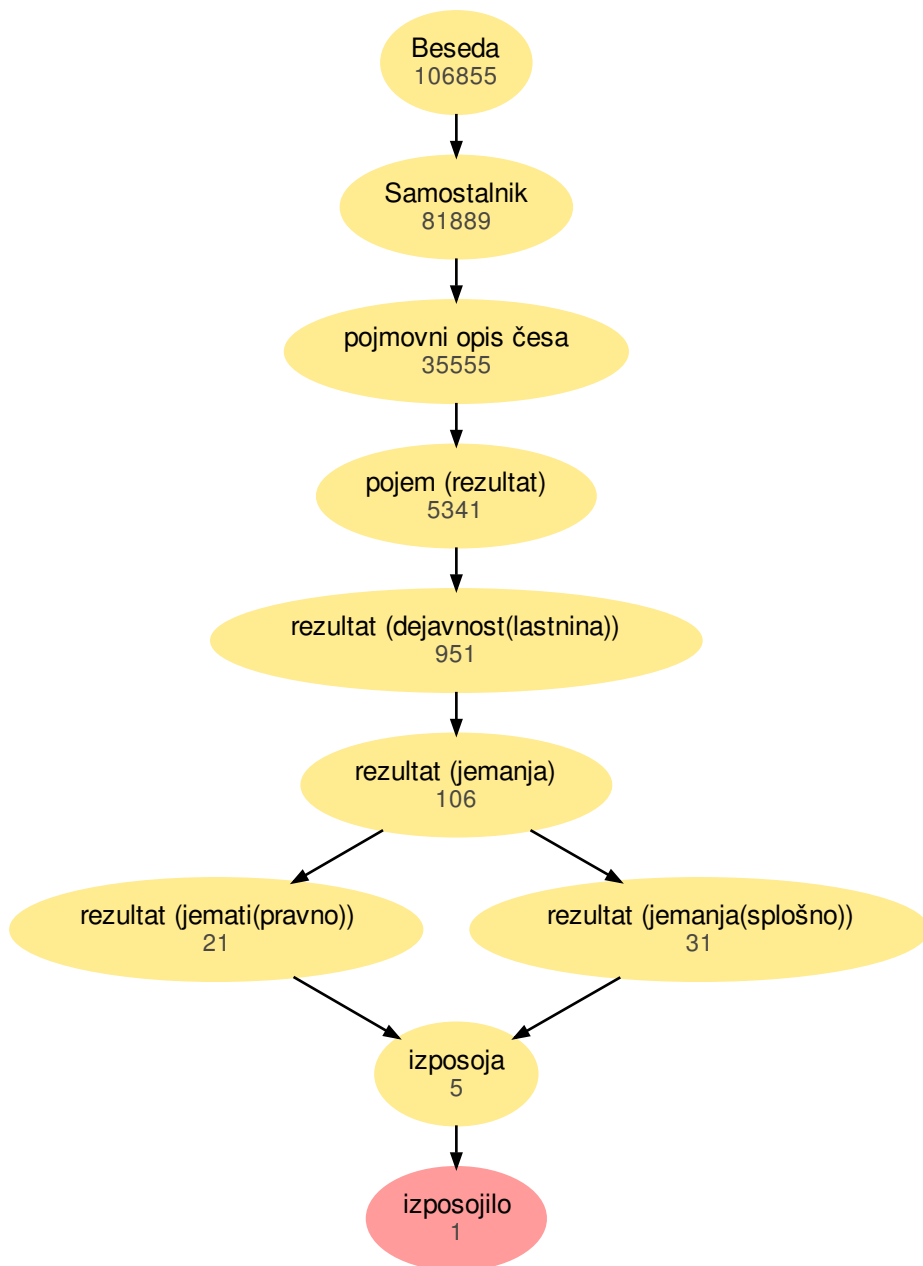 Beseda
106855
Samostalnik
81889
pojmovni opis česa
35555
pojem (rezultat)
5341
rezultat (dejavnost(lastnina))
951
rezultat (jemanja)
106
rezultat (jemati(pravno))
21
rezultat (jemanja(splošno))
31
izposoja
5
izposojilo
1